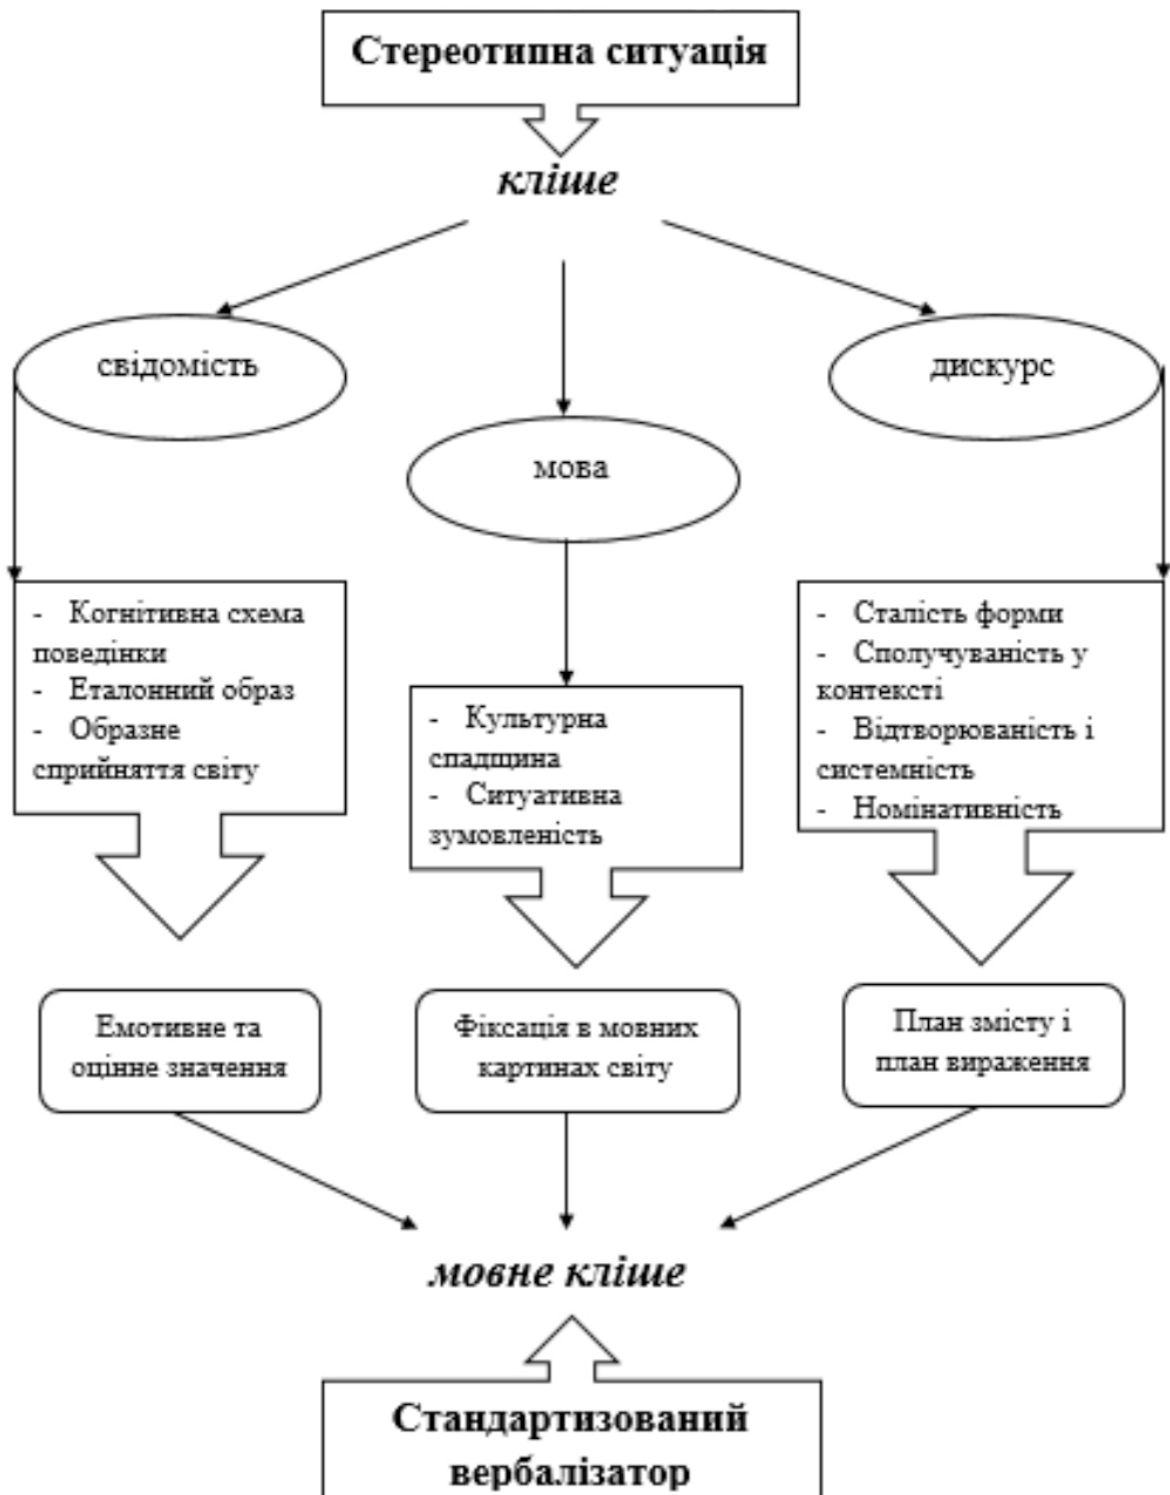 Стереотипна ситуація
кліше
свідомість
дискурс
мова
- Когнітивна схема
поведінки
- Еталонний образ
- Образне
сприйняття світу
- Культурна
спадщина
- Ситуативна
зумовленість
- Сталість форми
- Сполучуваність у
контексті
- Відтворюваність і
системність
- Номінативність
Емотивне та
оцінне значення
Фіксація в мовних
картинах світу
План змісту і
план вираження
мовне кліше
Стандартизований
вербалізатор